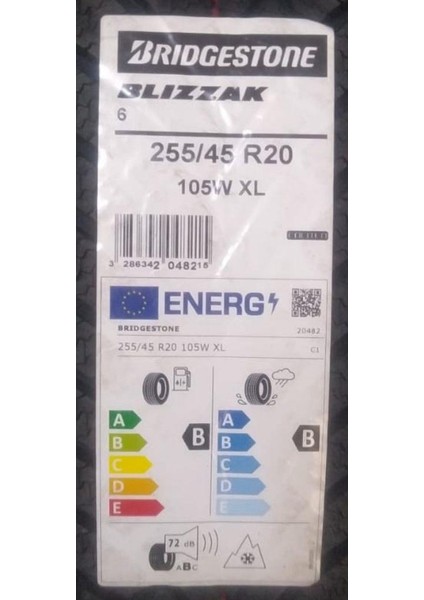 BRIDGESTONE
BLIZZAK
6
255/45 R20
105W XL
3 286342 048218
ENERG
BRIDGESTONE 20482
255/45 R20 105W XL C1
A
B
C
D
E
B
A
B
C
D
E
B
72 dB
ABC